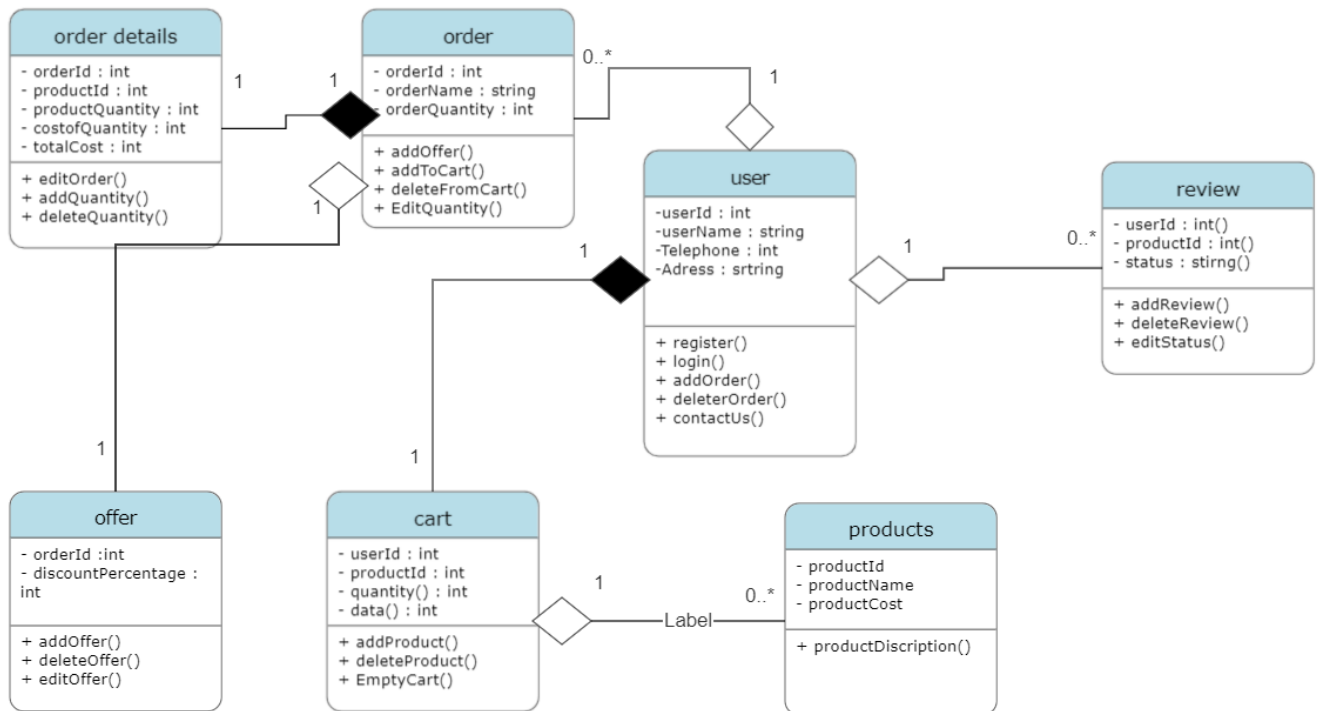 order details
- orderId : int
- productId : int
- productQuantity : int
- costofQuantity : int
- totalCost : int
+ editOrder()
+ addQuantity()
+ deleteQuantity()
1
1
order
- orderId : int
- orderName : string
- orderQuantity : int
+ addOffer()
+ addToCart()
+ deleteFromCart()
+ EditQuantity()
0..*
1
1
user
-userId : int
-userName : string
-Telephone : int
-Adress : srtring
+ register()
+ login()
+ addOrder()
+ deleterOrder()
+ contactUs()
1
1
0..*
review
- userId : int()
- productId : int()
- status : stirng()
+ addReview()
+ deleteReview()
+ editStatus()
1
1
offer
- orderId :int
- discountPercentage :
int
+ addOffer()
+ deleteOffer()
+ editOffer()
cart
- userId : int
- productId : int
- quantity() : int
- data() : int
+ addProduct()
+ deleteProduct()
+ EmptyCart()
1
Label
0..*
products
- productId
- productName
- productCost
+ productDiscription()